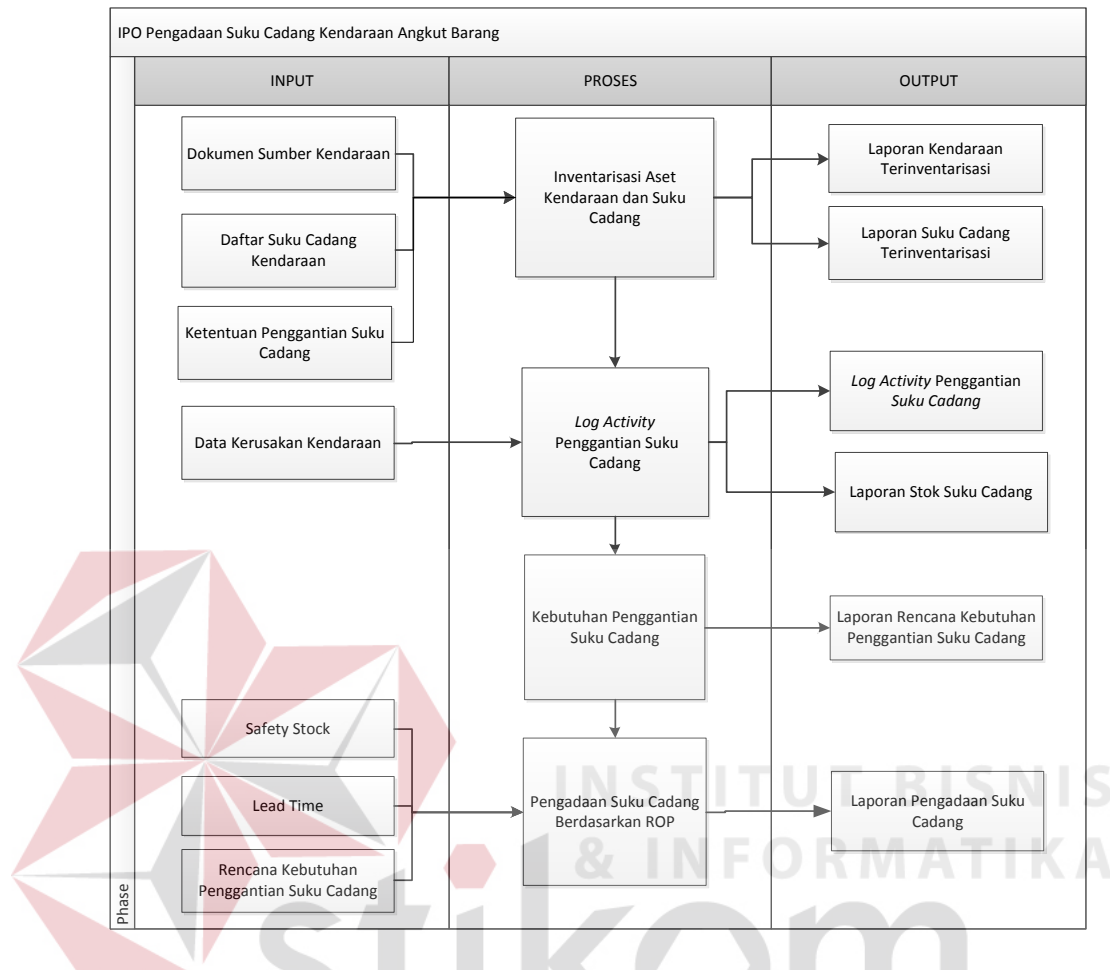 IPO Pengadaan Suku Cadang Kendaraan Angkut Barang
INPUT
PROSES
OUTPUT
Dokumen Sumber Kendaraan
Daftar Suku Cadang
Kendaraan
Ketentuan Penggantian Suku
Cadang
Inventarisasi Aset
Kendaraan dan Suku
Cadang
Laporan Kendaraan
Terinventarisasi
Laporan Suku Cadang
Terinventarisasi
Data Kerusakan Kendaraan
Log Activity
Penggantian Suku
Cadang
Log Activity Penggantian
Suku Cadang
Laporan Stok Suku Cadang
Kebutuhan Penggantian
Suku Cadang
Laporan Rencana Kebutuhan
Penggantian Suku Cadang
Safety Stock
Lead Time
Rencana Kebutuhan
Penggantian Suku Cadang
Pengadaan Suku Cadang
Berdasarkan ROP
Laporan Pengadaan Suku
Cadang
Phase
INSTITUT BISNIS
& INFORMATIKA
stikom